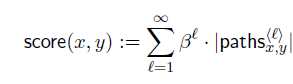 score(x, y) := ∑_{ℓ=1}^{∞} β^ℓ · |paths_{x,y}^{⟨ℓ⟩}|